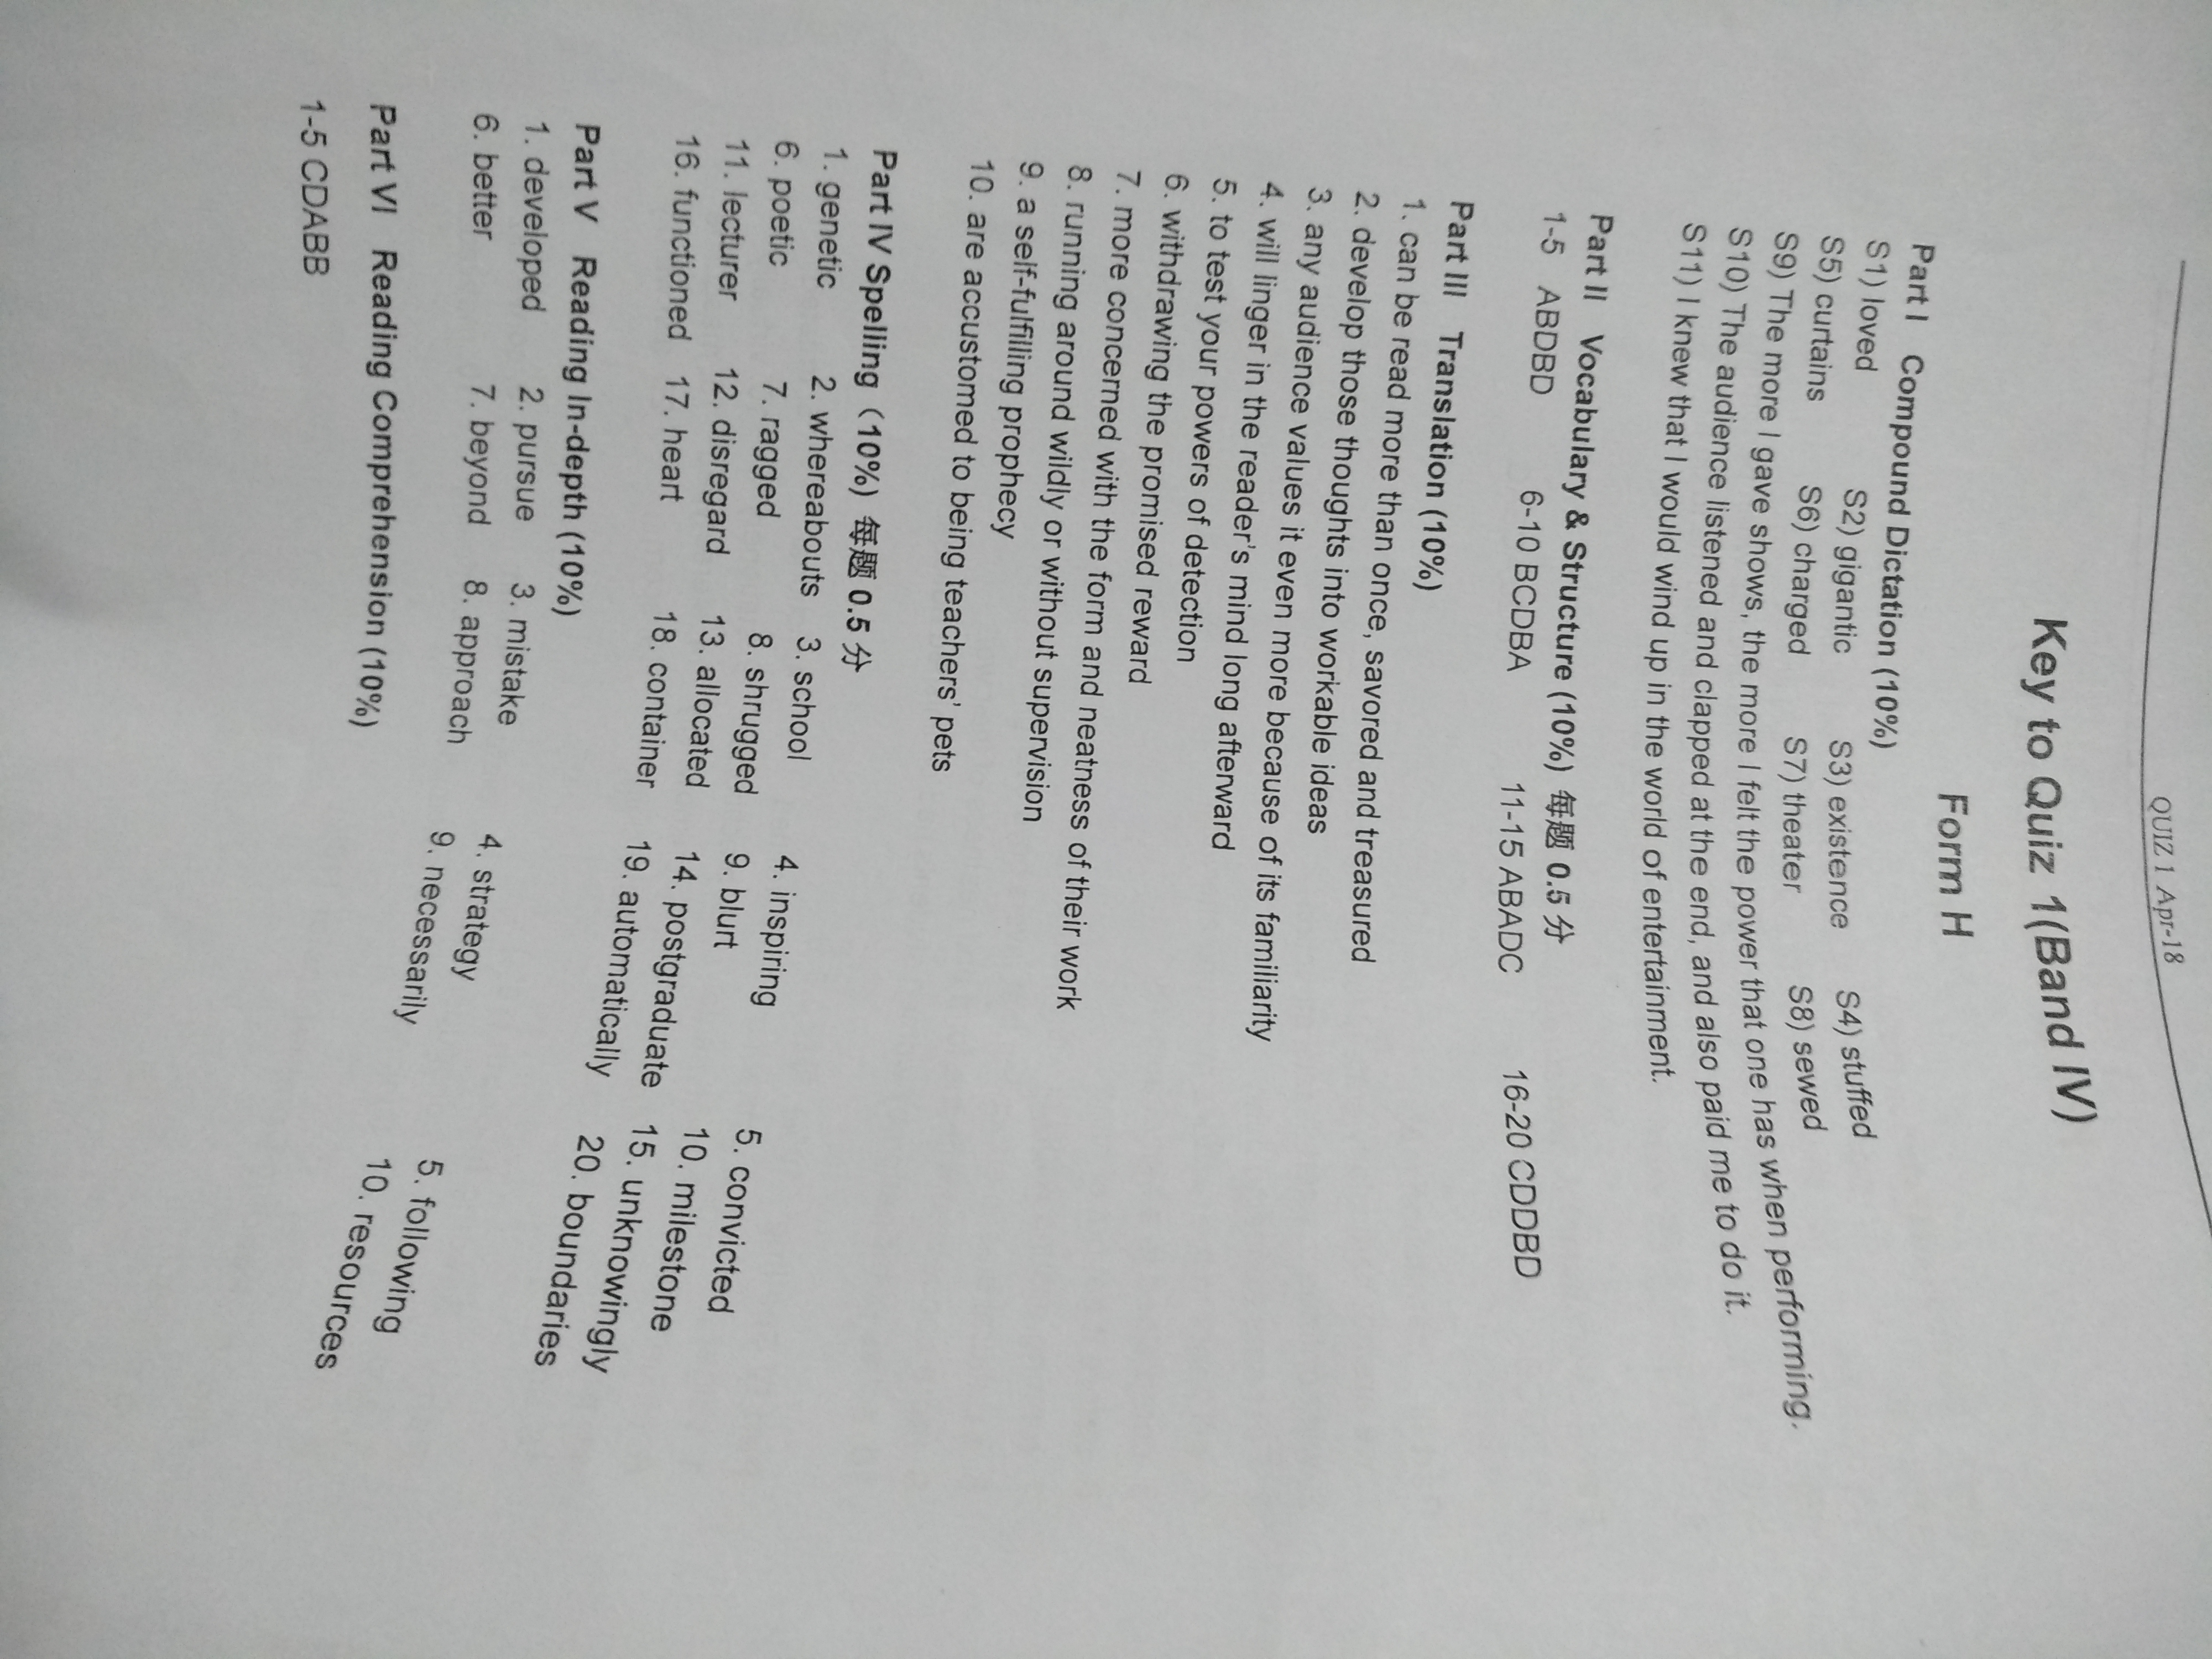 QUIZ 1 Apr-18
Key to Quiz 1(Band IV)
Form H
Part I Compound Dictation (10%)
S1) loved S2) gigantic S3) existence S4) stuffed
S5) curtains S6) charged S7) theater S8) sewed
S9) The more I gave shows, the more I felt the power that one has when performing.
S10) The audience listened and clapped at the end, and also paid me to do it.
S11) I knew that I would wind up in the world of entertainment.
Part II Vocabulary & Structure (10%) 每题 0.5 分
1-5 ABDBD 6-10 BCDBA 11-15 ABADC 16-20 CDDBD
Part III Translation (10%)
1. can be read more than once, savored and treasured
2. develop those thoughts into workable ideas
3. any audience values it even more because of its familiarity
4. will linger in the reader's mind long afterward
5. to test your powers of detection
6. withdrawing the promised reward
7. more concerned with the form and neatness of their work
8. running around wildly or without supervision
9. a self-fulfilling prophecy
10. are accustomed to being teachers' pets
Part IV Spelling（10%) 每题 0.5 分
1. genetic 2. whereabouts 3. school 4. inspiring 5. convicted
6. poetic 7. ragged 8. shrugged 9. blurt 10. milestone
11. lecturer 12. disregard 13. allocated 14. postgraduate 15. unknowingly
16. functioned 17. heart 18. container 19. automatically 20. boundaries
Part V Reading In-depth (10%)
1. developed 2. pursue 3. mistake 4. strategy 5. following
6. better 7. beyond 8. approach 9. necessarily 10. resources
Part VI Reading Comprehension (10%)
1-5 CDABB